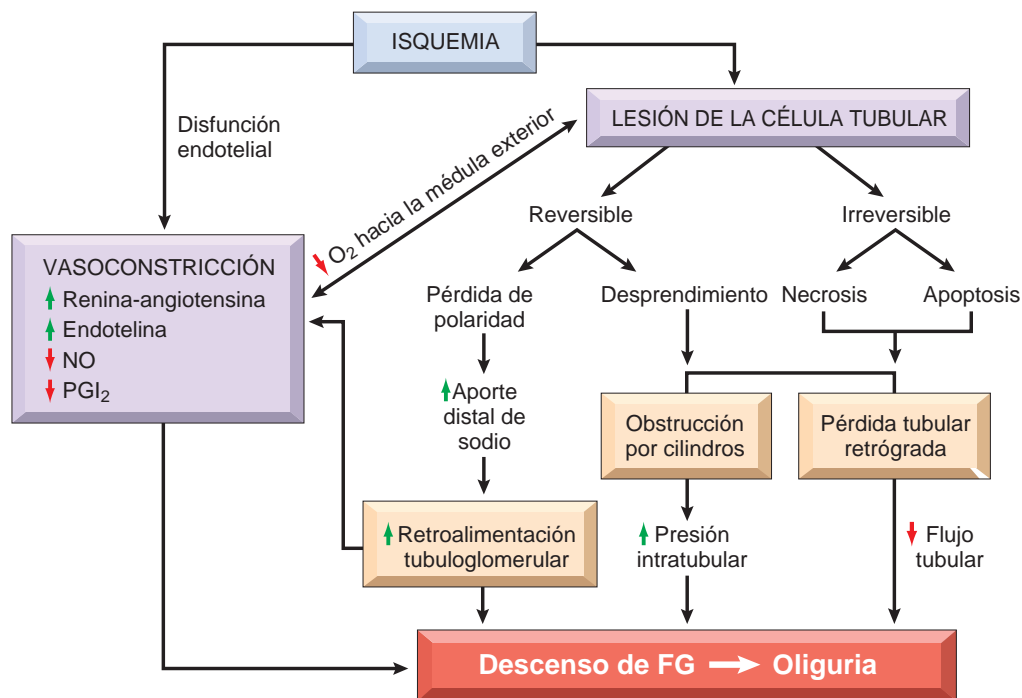 ISQUEMIA
Disfunción
endotelial
LESIÓN DE LA CÉLULA TUBULAR
O₂ hacia la médula exterior
VASOCONSTRICCIÓN
Renina-angiotensina
Endotelina
NO
PGI₂
Reversible
Irreversible
Pérdida de
polaridad
Desprendimiento
Necrosis
Apoptosis
Aporte
distal de
sodio
Obstrucción
por cilindros
Pérdida tubular
retrógrada
Retroalimentación
tubuloglomerular
Presión
intratubular
Flujo
tubular
Descenso de FG → Oliguria